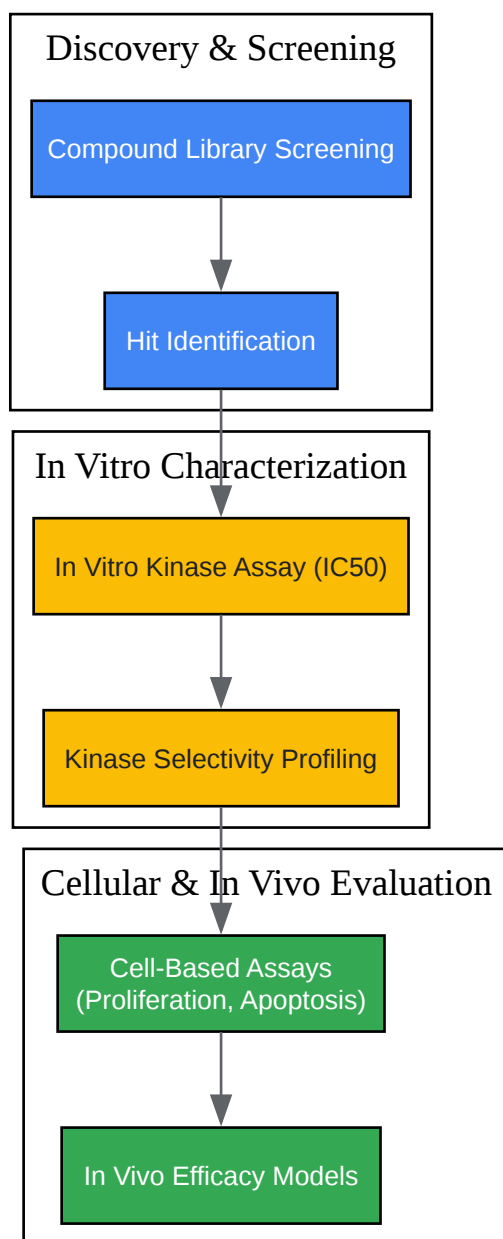 Discovery & Screening
Compound Library Screening
Hit Identification
In Vitro Characterization
In Vitro Kinase Assay (IC50)
Kinase Selectivity Profiling
Cellular & In Vivo Evaluation
Cell-Based Assays
(Proliferation, Apoptosis)
In Vivo Efficacy Models